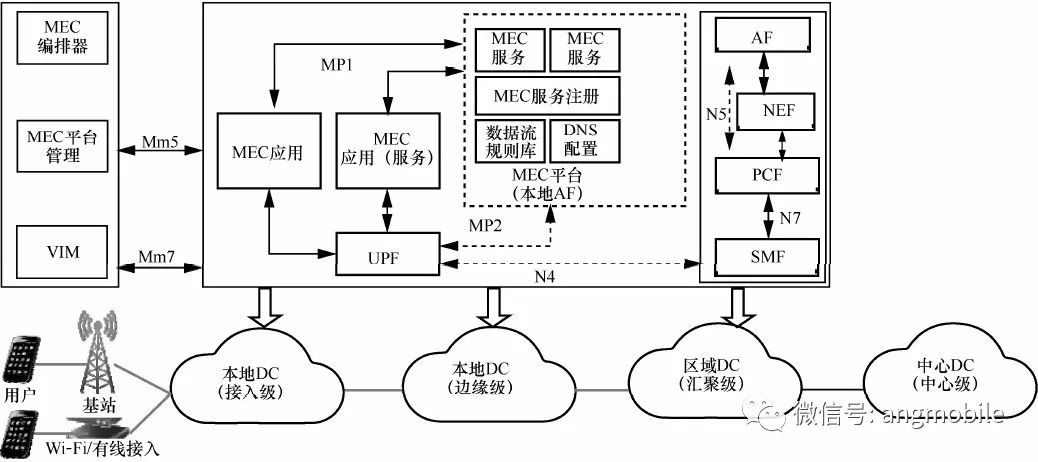 MEC
编排器
MEC平台
管理
VIM
Mm5
Mm7
MP1
MEC应用
MEC
应用（服务）
UPF
MEC
服务
MEC
服务
MEC服务注册
数据流
规则库
DNS
配置
MEC平台
（本地AF）
MP2
N4
AF
N5
NEF
PCF
N7
SMF
用户
基站
Wi-Fi/有线接入
本地DC
（接入级）
本地DC
（边缘级）
区域DC
（汇聚级）
中心DC
（中心级）
微信号: angmobile